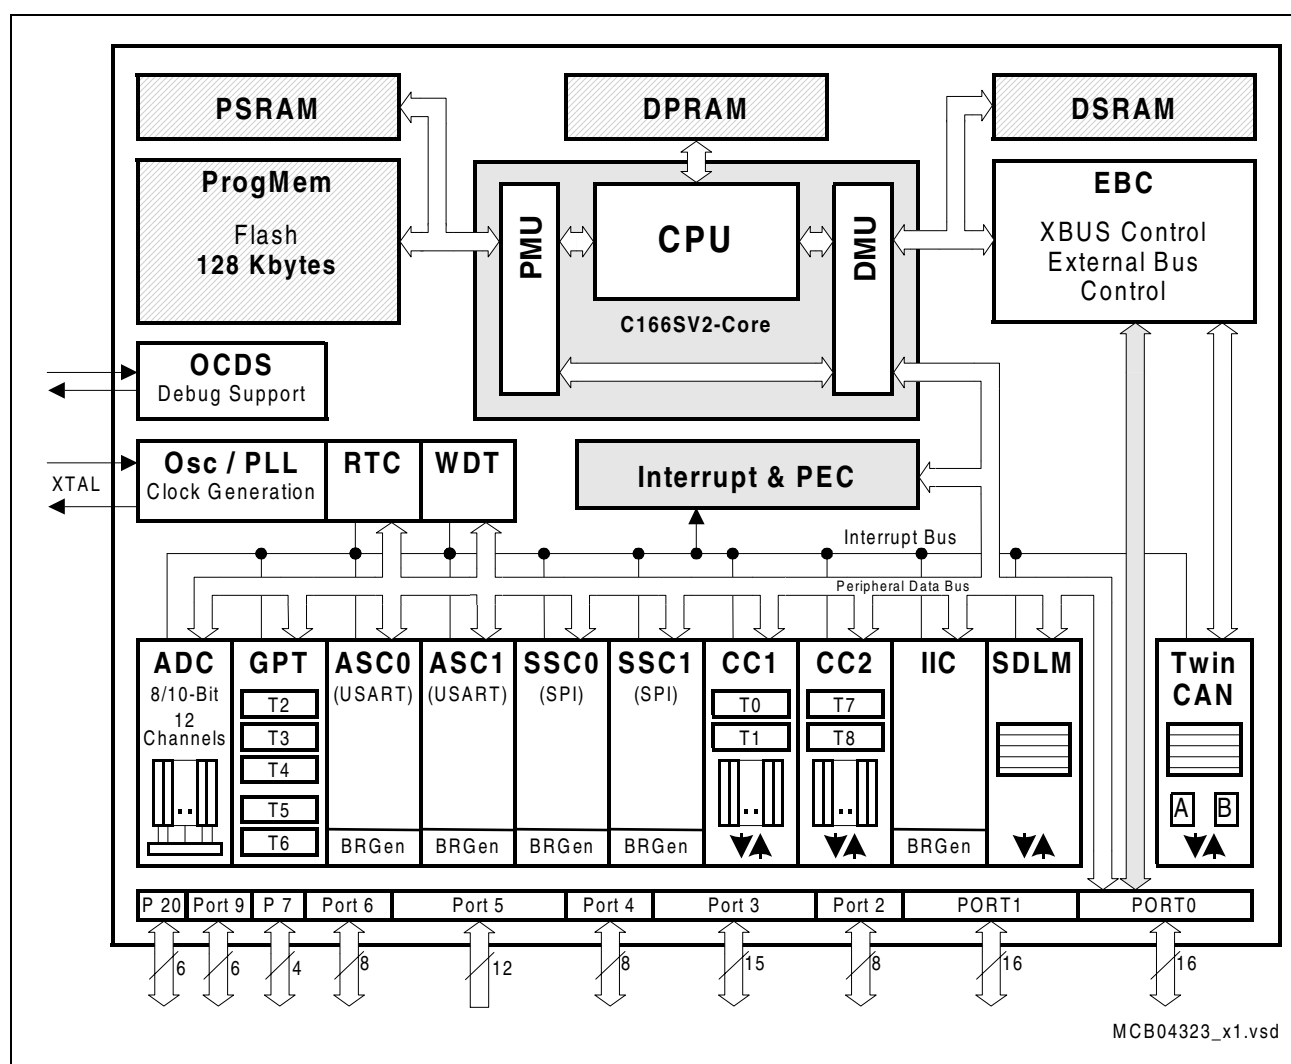 PSRAM
DPRAM
DSRAM
ProgMem
Flash
128 Kbytes
PMU
CPU
DMU
C166SV2-Core
EBC
XBUS Control
External Bus
Control
OCDS
Debug Support
Osc / PLL
Clock Generation
RTC
WDT
XTAL
Interrupt & PEC
Interrupt Bus
Peripheral Data Bus
ADC
8/10-Bit
12
Channels
GPT
T2
T3
T4
T5
T6
ASC0
(USART)
BRGen
ASC1
(USART)
BRGen
SSC0
(SPI)
BRGen
SSC1
(SPI)
BRGen
CC1
T0
T1
CC2
T7
T8
IIC
BRGen
SDLM
Twin
CAN
A
B
P 20
Port 9
P 7
Port 6
Port 5
Port 4
Port 3
Port 2
PORT1
PORT0
6
6
4
8
12
8
15
8
16
16
MCB04323_x1.vsd